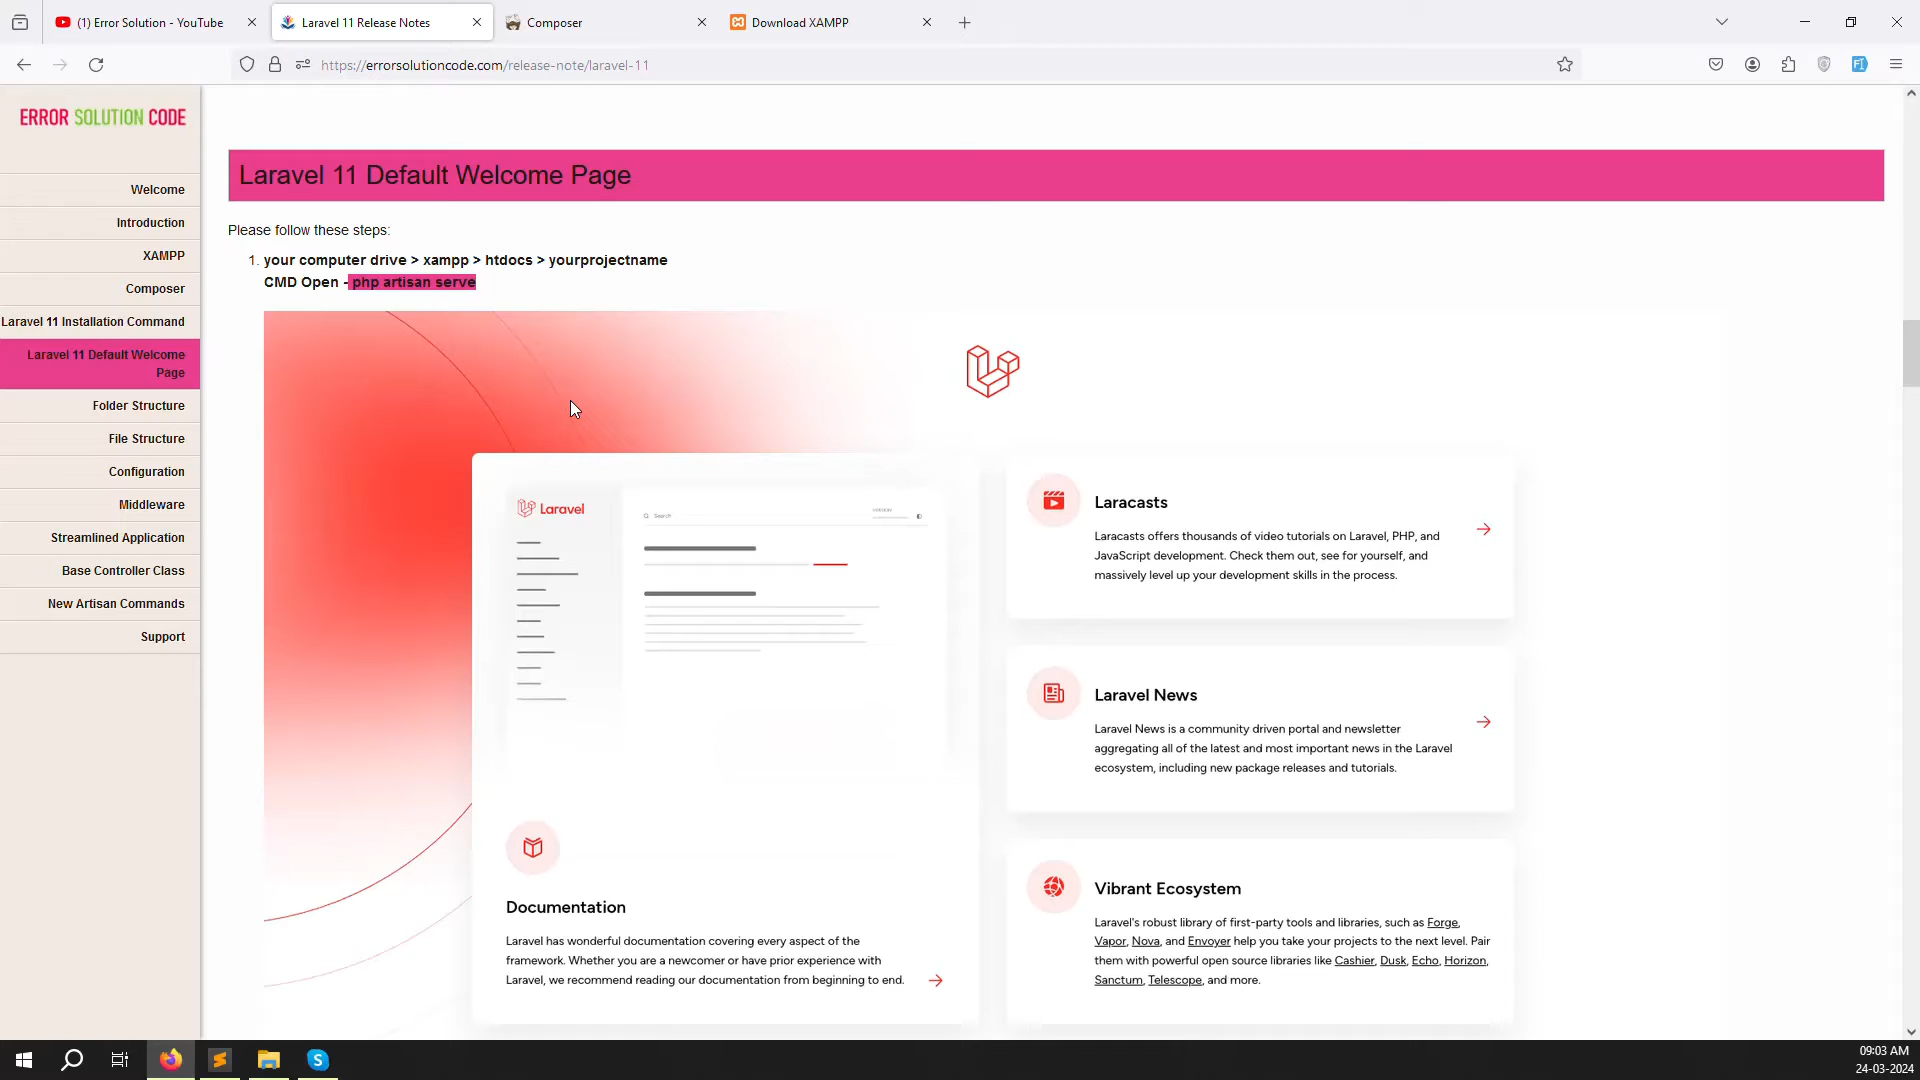 (1) Error Solution - YouTube
Laravel 11 Release Notes
Composer
Download XAMPP
https://errorsolutioncode.com/release-note/laravel-11
ERROR SOLUTION CODE
Welcome
Introduction
XAMPP
Composer
Laravel 11 Installation Command
Laravel 11 Default Welcome
Page
Folder Structure
File Structure
Configuration
Middleware
Streamlined Application
Base Controller Class
New Artisan Commands
Support
Laravel 11 Default Welcome Page
Please follow these steps:
1. your computer drive > xampp > htdocs > yourprojectname
CMD Open - php artisan serve
Laravel
Search
Documentation
Laravel has wonderful documentation covering every aspect of the
framework. Whether you are a newcomer or have prior experience with
Laravel, we recommend reading our documentation from beginning to end.
Laracasts
Laracasts offers thousands of video tutorials on Laravel, PHP, and
JavaScript development. Check them out, see for yourself, and
massively level up your development skills in the process.
Laravel News
Laravel News is a community driven portal and newsletter
aggregating all of the latest and most important news in the Laravel
ecosystem, including new package releases and tutorials.
Vibrant Ecosystem
Laravel's robust library of first-party tools and libraries, such as Forge,
Vapor, Nova, and Envoyer help you take your projects to the next level. Pair
them with powerful open source libraries like Cashier, Dusk, Echo, Horizon,
Sanctum, Telescope, and more.
09:03 AM
24-03-2024